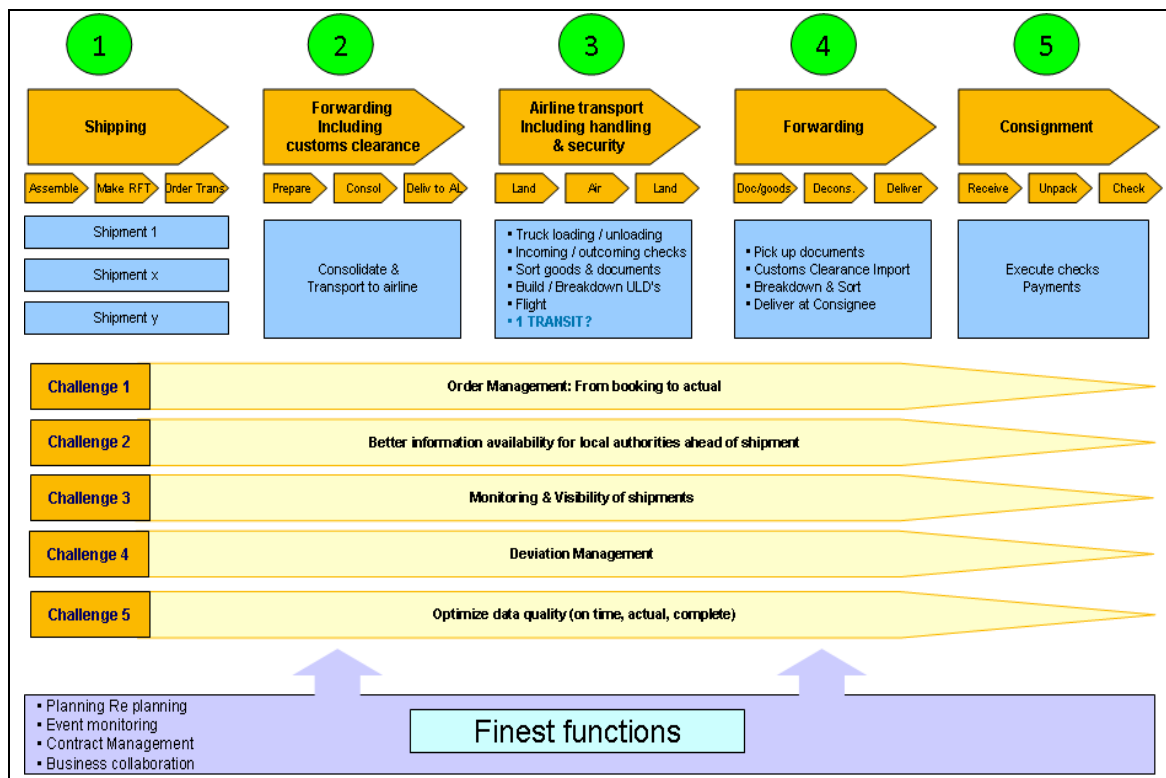 1
2
3
4
5
Shipping
Forwarding
Including
customs clearance
Airline transport
Including handling
& security
Forwarding
Consignment
Assemble
Make RFT
Order Trans
Prepare
Consol
Deliv to AL
Land
Air
Land
Doc/goods
Decons.
Deliver
Receive
Unpack
Check
Shipment 1
Shipment x
Shipment y
Consolidate &
Transport to airline
▪ Truck loading / unloading
▪ Incoming / outcoming checks
▪ Sort goods & documents
▪ Build / Breakdown ULD's
▪ Flight
▪ 1 TRANSIT?
▪ Pick up documents
▪ Customs Clearance Import
▪ Breakdown & Sort
▪ Deliver at Consignee
Execute checks
Payments
Challenge 1
Order Management: From booking to actual
Challenge 2
Better information availability for local authorities ahead of shipment
Challenge 3
Monitoring & Visibility of shipments
Challenge 4
Deviation Management
Challenge 5
Optimize data quality (on time, actual, complete)
▪ Planning Re planning
▪ Event monitoring
▪ Contract Management
▪ Business collaboration
Finest functions